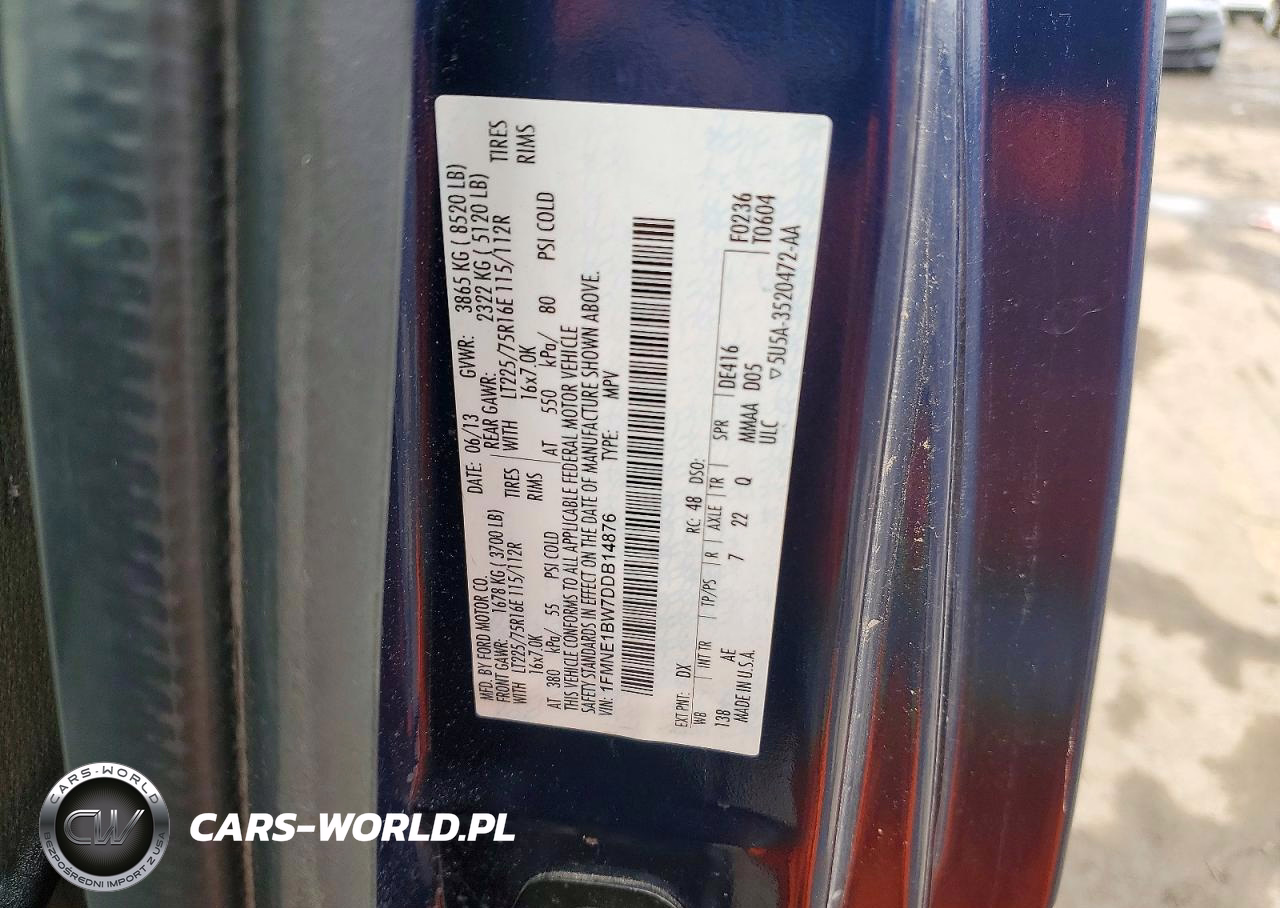 MFD. BY FORD MOTOR CO.
DATE: 06/13 GVWR: 3865 KG ( 8520 LB)
FRONT GAWR: 1678 KG ( 3700 LB)
REAR GAWR: 2322 KG ( 5120 LB)
WITH LT225/75R16E 115/112R TIRES
WITH LT225/75R16E 115/112R TIRES
16x7.0K RIMS
16x7.0K RIMS
AT 380 kPa/ 55 PSI COLD
AT 550 kPa/ 80 PSI COLD
THIS VEHICLE CONFORMS TO ALL APPLICABLE FEDERAL MOTOR VEHICLE
SAFETY STANDARDS IN EFFECT ON THE DATE OF MANUFACTURE SHOWN ABOVE.
VIN: 1FMNE1BW7DDB14876 TYPE: MPV
EXT PNT: DX RC: 48 DSO: F0236
WB INT TR TP/PS R AXLE TR SPR DE416 T0604
138 AE 7 22 Q MMAA D05
MADE IN U.S.A. ULC ▽5U5A-3520472-AA
CARS-WORLD
CW
BEZPOŚREDNI IMPORT Z USA
CARS-WORLD.PL